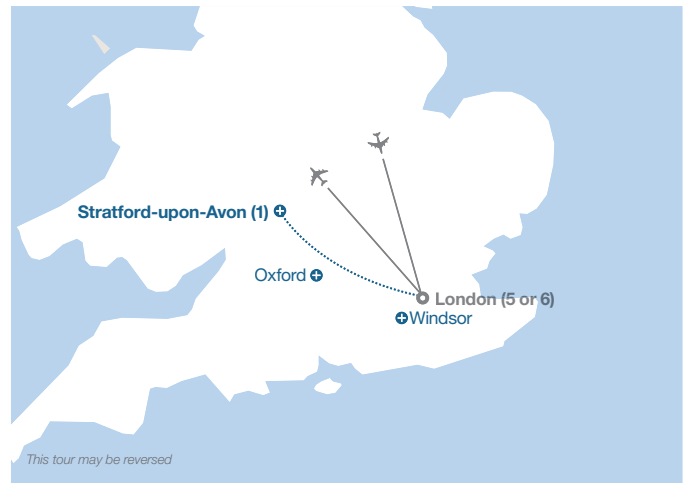 Stratford-upon-Avon (1)
Oxford
London (5 or 6)
Windsor
This tour may be reversed